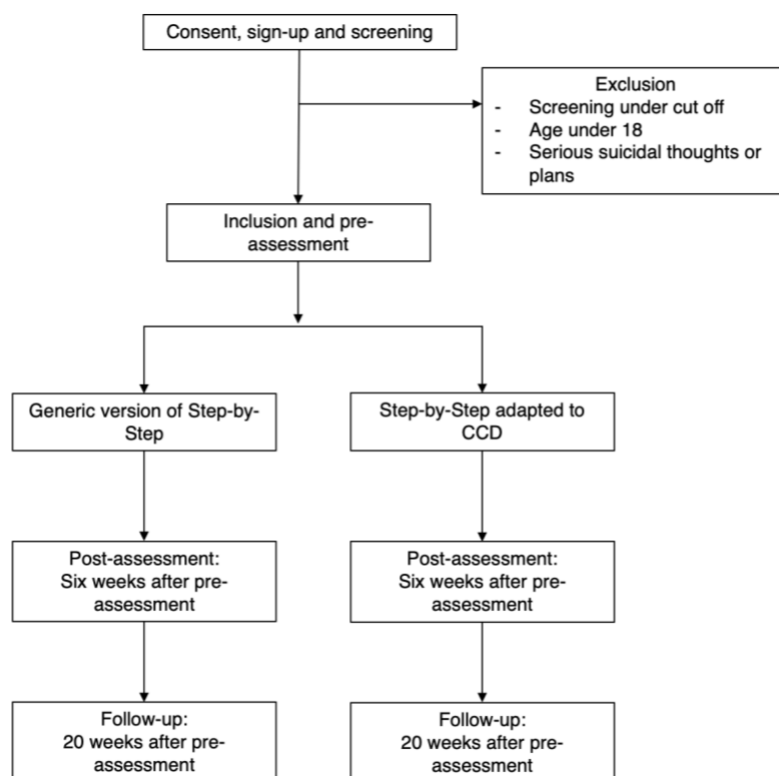 Consent, sign-up and screening
Exclusion
- Screening under cut off
- Age under 18
- Serious suicidal thoughts or
plans
Inclusion and pre-
assessment
Generic version of Step-by-
Step
Step-by-Step adapted to
CCD
Post-assessment:
Six weeks after pre-
assessment
Post-assessment:
Six weeks after pre-
assessment
Follow-up:
20 weeks after pre-
assessment
Follow-up:
20 weeks after pre-
assessment